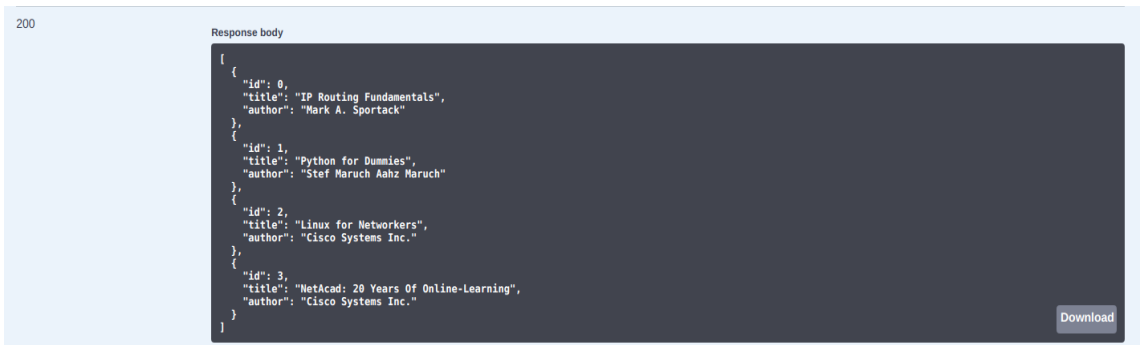 200
Response body
[
  {
    "id": 0,
    "title": "IP Routing Fundamentals",
    "author": "Mark A. Sportack"
  },
  {
    "id": 1,
    "title": "Python for Dummies",
    "author": "Stef Maruch Aahz Maruch"
  },
  {
    "id": 2,
    "title": "Linux for Networkers",
    "author": "Cisco Systems Inc."
  },
  {
    "id": 3,
    "title": "NetAcad: 20 Years Of Online-Learning",
    "author": "Cisco Systems Inc."
  }
]
Download